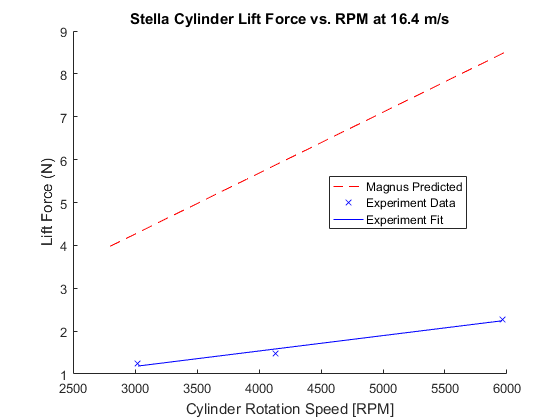 Stella Cylinder Lift Force vs. RPM at 16.4 m/s
9
8
7
6
5
4
3
2
1
Lift Force (N)
Magnus Predicted
Experiment Data
Experiment Fit
2500 3000 3500 4000 4500 5000 5500 6000
Cylinder Rotation Speed [RPM]